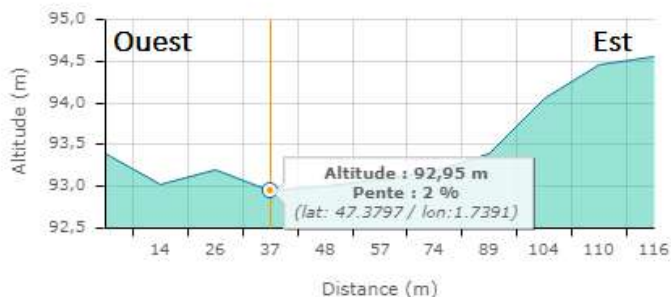 95,0
Ouest
Est
94,5
94,0
93,5
93,0
92,5
Altitude (m)
Altitude : 92,95 m
Pente : 2 %
(lat: 47.3797 / lon:1.7391)
14 26 37 48 57 74 89 104 110 116
Distance (m)